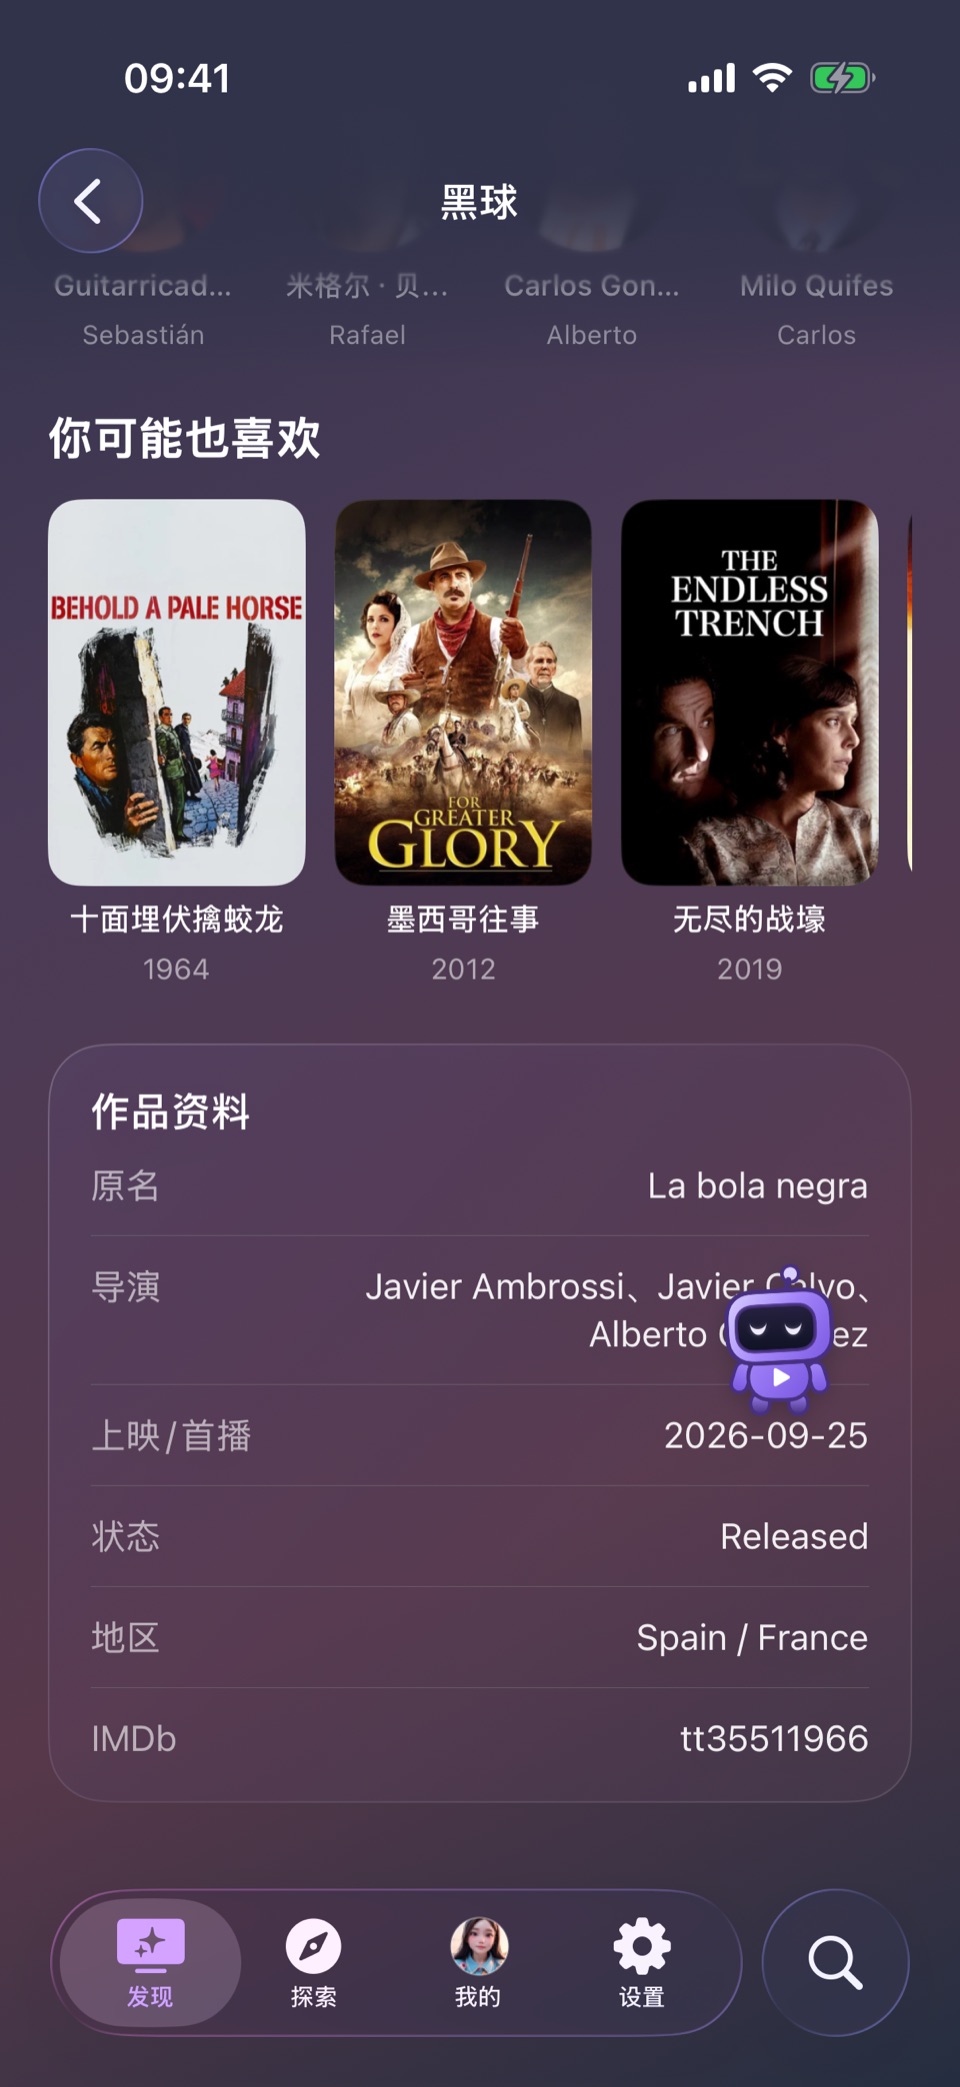 09:41
黑球
Guitarricad...
米格尔 · 贝...
Carlos Gon...
Milo Quifes
Sebastián
Rafael
Alberto
Carlos
你可能也喜欢
BEHOLD A PALE HORSE
FOR
GREATER
GLORY
THE
ENDLESS
TRENCH
十面埋伏擒蛟龙
墨西哥往事
无尽的战壕
1964
2012
2019
作品资料
原名
La bola negra
导演
Javier Ambrossi、Javier
Alberto
上映/首播
2026-09-25
状态
Released
地区
Spain / France
IMDb
tt35511966
发现
探索
我的
设置